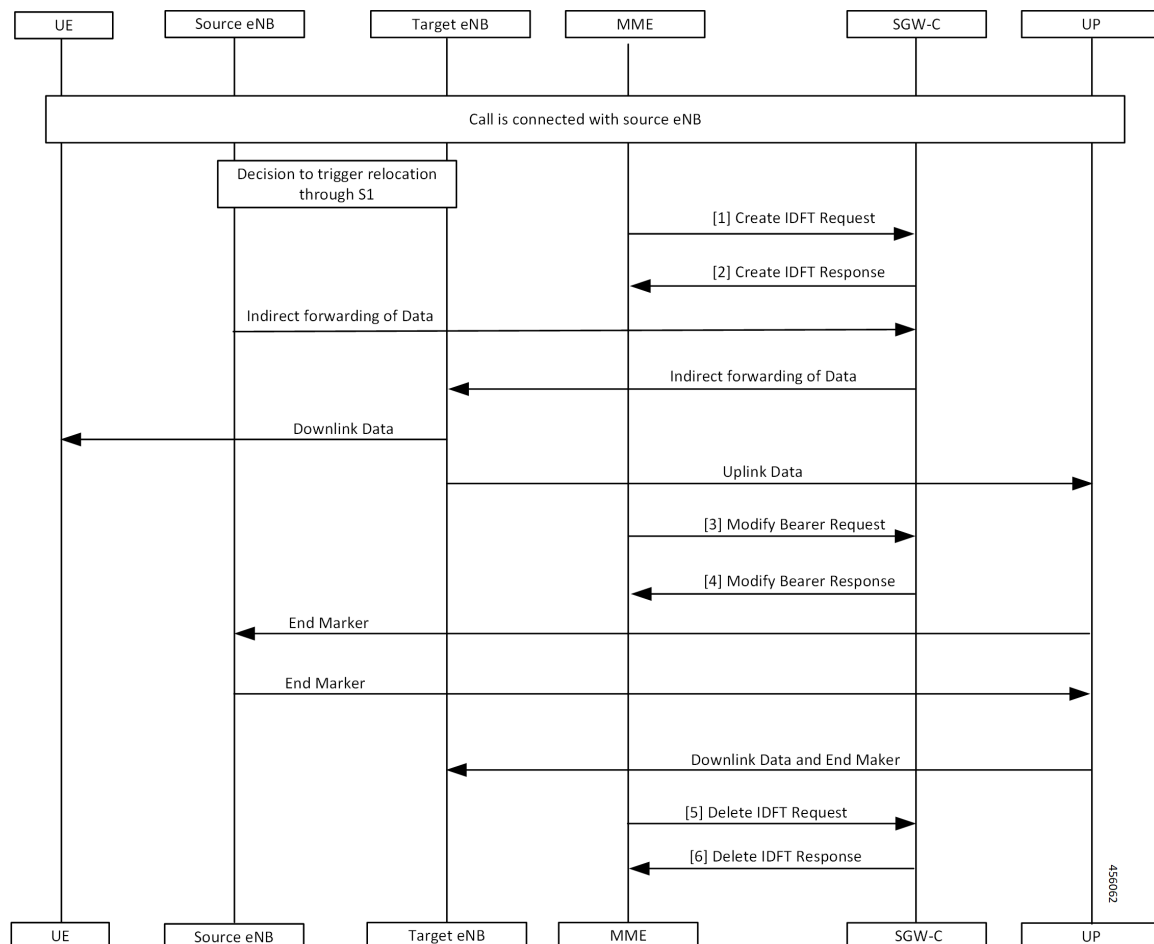 UE
Source eNB
Target eNB
MME
SGW-C
UP
Call is connected with source eNB
Decision to trigger relocation
through S1
[1] Create IDFT Request
[2] Create IDFT Response
Indirect forwarding of Data
Indirect forwarding of Data
Downlink Data
Uplink Data
[3] Modify Bearer Request
[4] Modify Bearer Response
End Marker
End Marker
Downlink Data and End Maker
[5] Delete IDFT Request
[6] Delete IDFT Response
456062
UE
Source eNB
Target eNB
MME
SGW-C
UP